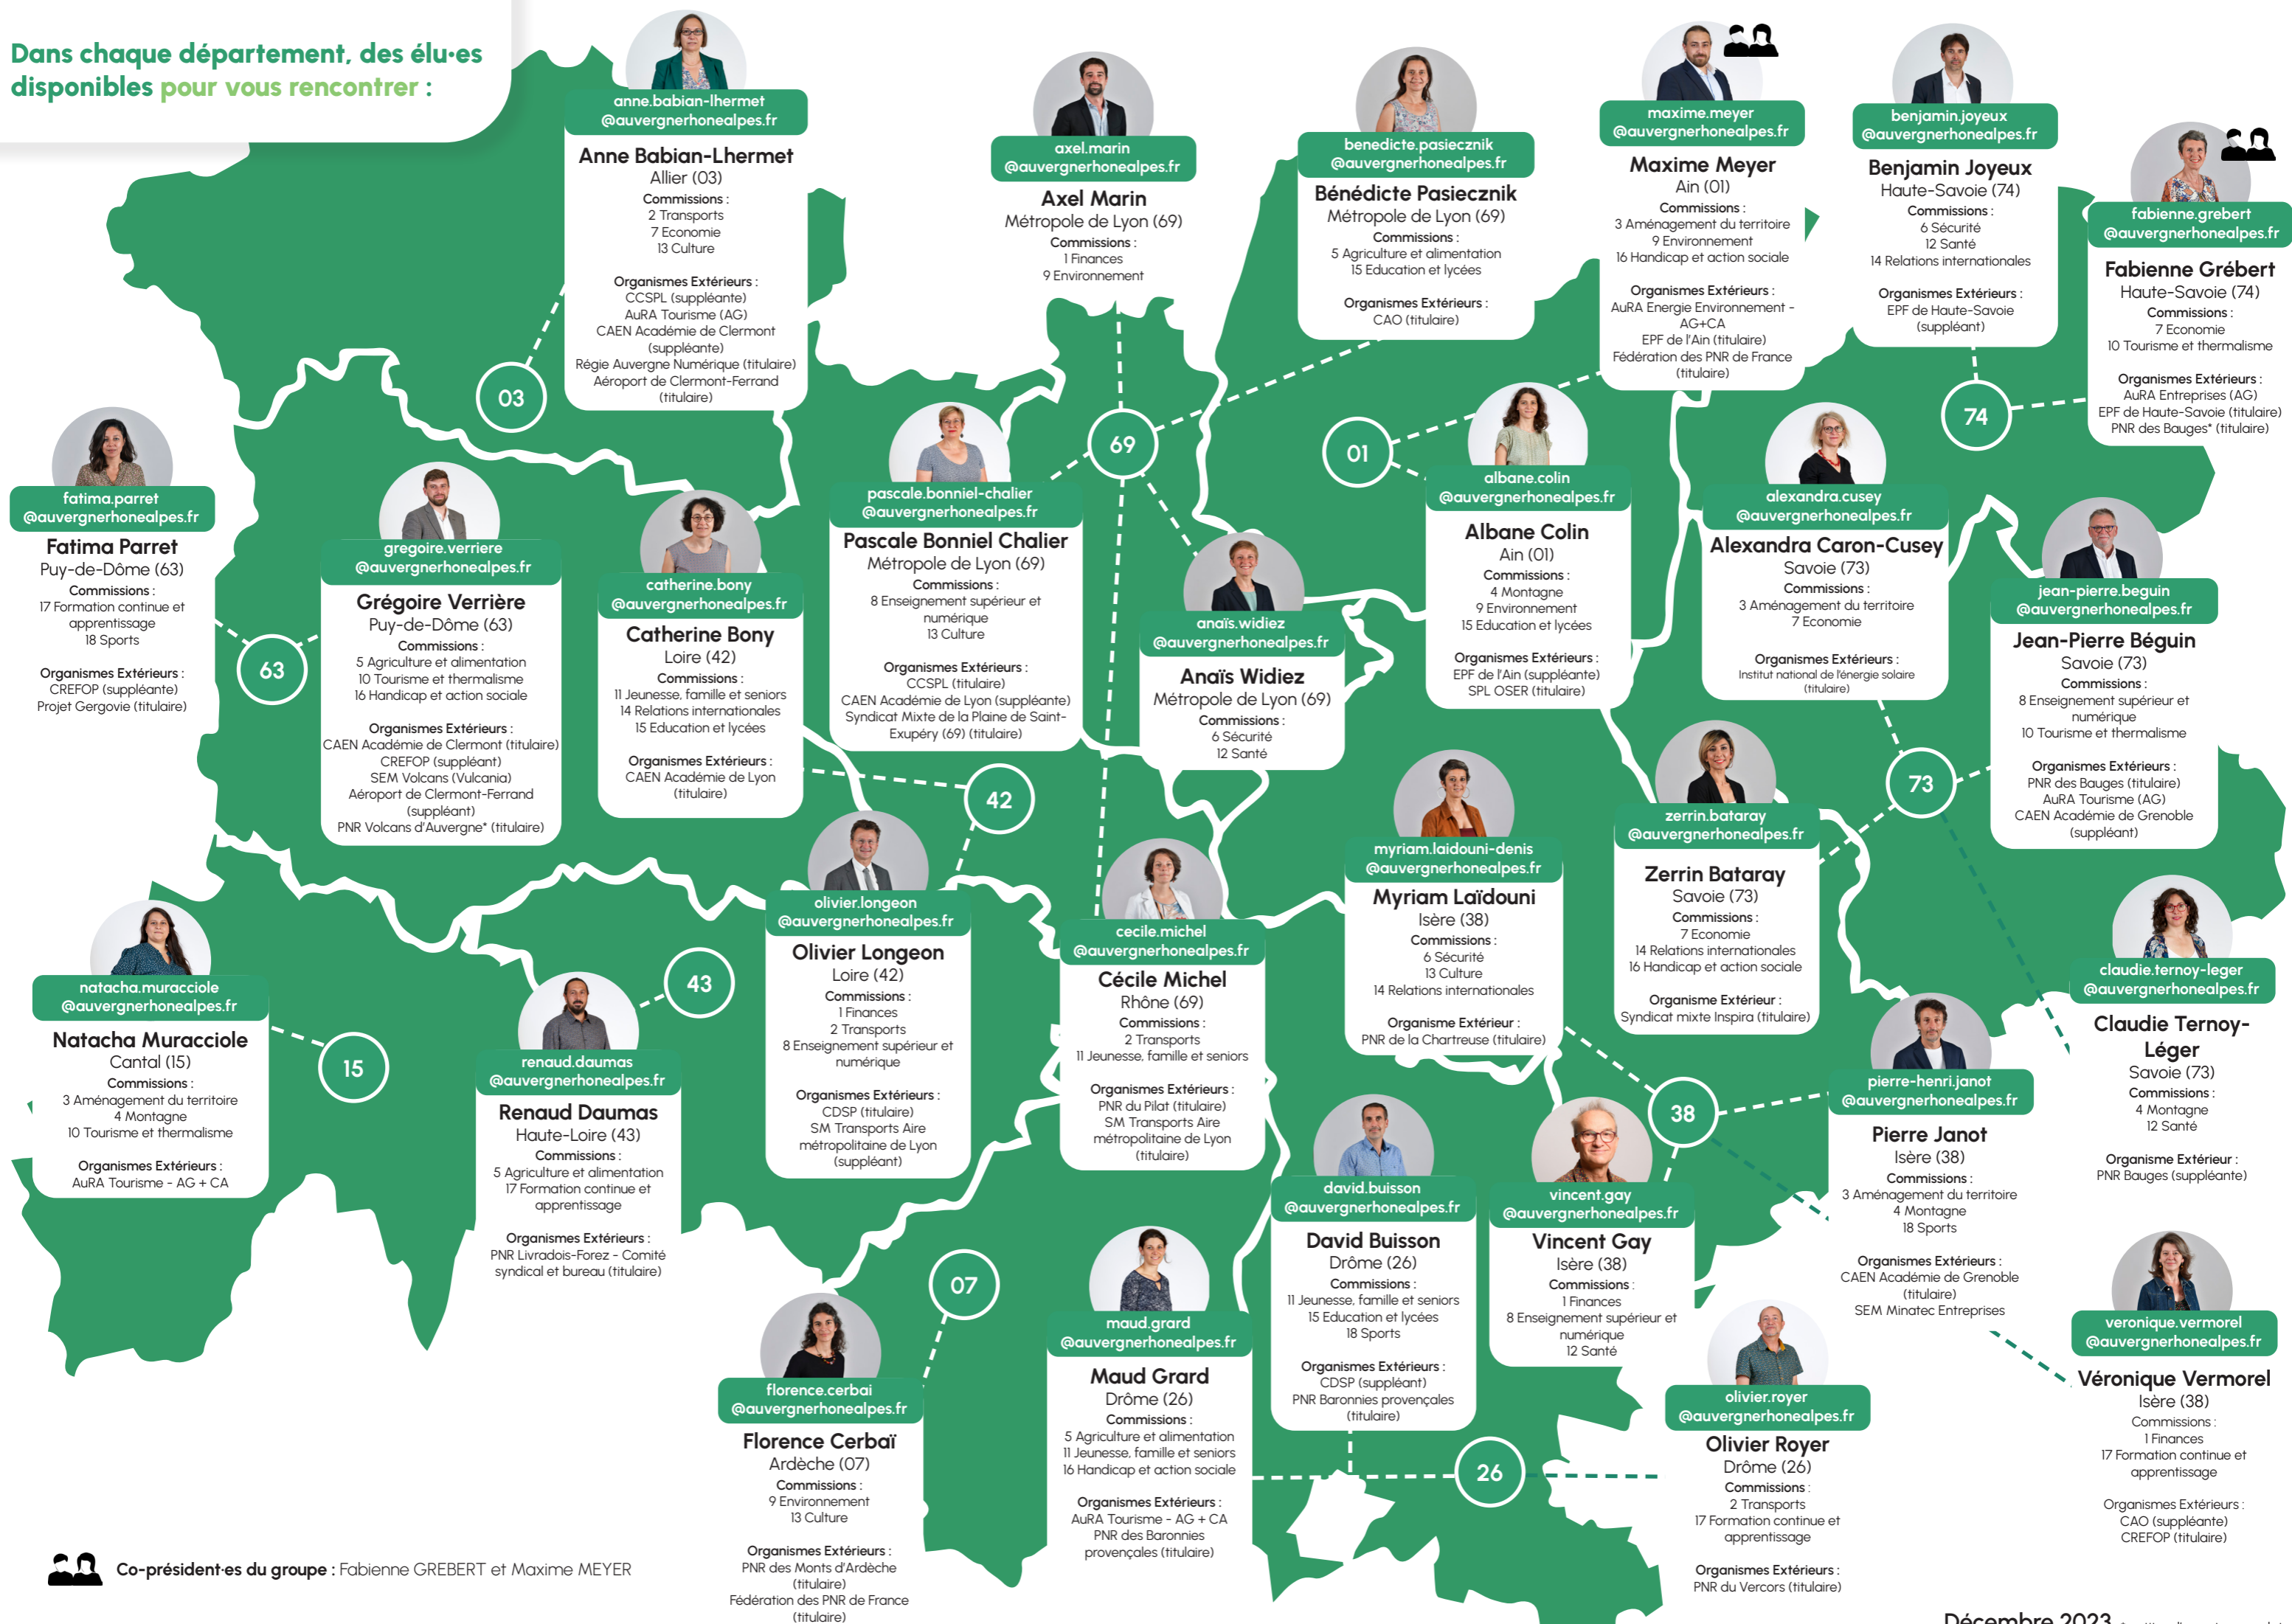 Dans chaque département, des élu·es
disponibles pour vous rencontrer :
anne.babian-lhermet
@auvergnerhonealpes.fr
Anne Babian-Lhermet
Allier (03)
Commissions :
2 Transports
7 Economie
13 Culture
Organismes Extérieurs :
CCSPL (suppléante)
AuRA Tourisme (AG)
CAEN Académie de Clermont
(suppléante)
Régie Auvergne Numérique (titulaire)
Aéroport de Clermont-Ferrand
(titulaire)
axel.marin
@auvergnerhonealpes.fr
Axel Marin
Métropole de Lyon (69)
Commissions :
1 Finances
9 Environnement
benedicte.pasiecznik
@auvergnerhonealpes.fr
Bénédicte Pasiecznik
Métropole de Lyon (69)
Commissions :
5 Agriculture et alimentation
15 Education et lycées
Organismes Extérieurs :
CAO (titulaire)
maxime.meyer
@auvergnerhonealpes.fr
Maxime Meyer
Ain (01)
Commissions :
3 Aménagement du territoire
9 Environnement
16 Handicap et action sociale
Organismes Extérieurs :
AuRA Energie Environnement -
AG+CA
EPF de l'Ain (titulaire)
Fédération des PNR de France
(titulaire)
benjamin.joyeux
@auvergnerhonealpes.fr
Benjamin Joyeux
Haute-Savoie (74)
Commissions :
6 Sécurité
12 Santé
14 Relations internationales
Organismes Extérieurs :
EPF de Haute-Savoie
(suppléant)
fabienne.grebert
@auvergnerhonealpes.fr
Fabienne Grébert
Haute-Savoie (74)
Commissions :
7 Economie
10 Tourisme et thermalisme
Organismes Extérieurs :
AuRA Entreprises (AG)
EPF de Haute-Savoie (titulaire)
PNR des Bauges* (titulaire)
03
69
01
74
fatima.parret
@auvergnerhonealpes.fr
Fatima Parret
Puy-de-Dôme (63)
Commissions :
17 Formation continue et
apprentissage
18 Sports
Organismes Extérieurs :
CREFOP (suppléante)
Projet Gergovie (titulaire)
63
gregoire.verriere
@auvergnerhonealpes.fr
Grégoire Verrière
Puy-de-Dôme (63)
Commissions :
5 Agriculture et alimentation
10 Tourisme et thermalisme
16 Handicap et action sociale
Organismes Extérieurs :
CAEN Académie de Clermont (titulaire)
CREFOP (suppléant)
SEM Volcans (Vulcania)
Aéroport de Clermont-Ferrand
(suppléant)
PNR Volcans d'Auvergne* (titulaire)
catherine.bony
@auvergnerhonealpes.fr
Catherine Bony
Loire (42)
Commissions :
11 Jeunesse, famille et seniors
14 Relations internationales
15 Education et lycées
Organismes Extérieurs :
CAEN Académie de Lyon
(titulaire)
pascale.bonniel-chalier
@auvergnerhonealpes.fr
Pascale Bonniel Chalier
Métropole de Lyon (69)
Commissions :
8 Enseignement supérieur et
numérique
13 Culture
Organismes Extérieurs :
CCSPL (titulaire)
CAEN Académie de Lyon (suppléante)
Syndicat Mixte de la Plaine de Saint-
Exupéry (69) (titulaire)
anaïs.widiez
@auvergnerhonealpes.fr
Anaïs Widiez
Métropole de Lyon (69)
Commissions :
6 Sécurité
12 Santé
albane.colin
@auvergnerhonealpes.fr
Albane Colin
Ain (01)
Commissions :
4 Montagne
9 Environnement
15 Education et lycées
Organismes Extérieurs :
EPF de l'Ain (suppléante)
SPL OSER (titulaire)
alexandra.cusey
@auvergnerhonealpes.fr
Alexandra Caron-Cusey
Savoie (73)
Commissions :
3 Aménagement du territoire
7 Economie
Organismes Extérieurs :
Institut national de l'énergie solaire
(titulaire)
jean-pierre.beguin
@auvergnerhonealpes.fr
Jean-Pierre Béguin
Savoie (73)
Commissions :
8 Enseignement supérieur et
numérique
10 Tourisme et thermalisme
Organismes Extérieurs :
PNR des Bauges (titulaire)
AuRA Tourisme (AG)
CAEN Académie de Grenoble
(suppléant)
42
73
natacha.muracciole
@auvergnerhonealpes.fr
Natacha Muracciole
Cantal (15)
Commissions :
3 Aménagement du territoire
4 Montagne
10 Tourisme et thermalisme
Organismes Extérieurs :
AuRA Tourisme - AG + CA
15
43
renaud.daumas
@auvergnerhonealpes.fr
Renaud Daumas
Haute-Loire (43)
Commissions :
5 Agriculture et alimentation
17 Formation continue et
apprentissage
Organismes Extérieurs :
PNR Livradois-Forez - Comité
syndical et bureau (titulaire)
olivier.longeon
@auvergnerhonealpes.fr
Olivier Longeon
Loire (42)
Commissions :
1 Finances
2 Transports
8 Enseignement supérieur et
numérique
Organismes Extérieurs :
CDSP (titulaire)
SM Transports Aire
métropolitaine de Lyon
(suppléant)
cecile.michel
@auvergnerhonealpes.fr
Cécile Michel
Rhône (69)
Commissions :
2 Transports
11 Jeunesse, famille et seniors
Organismes Extérieurs :
PNR du Pilat (titulaire)
SM Transports Aire
métropolitaine de Lyon
(titulaire)
myriam.laidouni-denis
@auvergnerhonealpes.fr
Myriam Laïdouni
Isère (38)
Commissions :
6 Sécurité
13 Culture
14 Relations internationales
Organisme Extérieur :
PNR de la Chartreuse (titulaire)
zerrin.bataray
@auvergnerhonealpes.fr
Zerrin Bataray
Savoie (73)
Commissions :
7 Economie
14 Relations internationales
16 Handicap et action sociale
Organisme Extérieur :
Syndicat mixte Inspira (titulaire)
claudie.ternoy-leger
@auvergnerhonealpes.fr
Claudie Ternoy-
Léger
Savoie (73)
Commissions :
4 Montagne
12 Santé
Organisme Extérieur :
PNR Bauges (suppléante)
38
pierre-henri.janot
@auvergnerhonealpes.fr
Pierre Janot
Isère (38)
Commissions :
3 Aménagement du territoire
4 Montagne
18 Sports
Organismes Extérieurs :
CAEN Académie de Grenoble
(titulaire)
SEM Minatec Entreprises
07
florence.cerbai
@auvergnerhonealpes.fr
Florence Cerbaï
Ardèche (07)
Commissions :
9 Environnement
13 Culture
Organismes Extérieurs :
PNR des Monts d'Ardèche
(titulaire)
Fédération des PNR de France
(titulaire)
maud.grard
@auvergnerhonealpes.fr
Maud Grard
Drôme (26)
Commissions :
5 Agriculture et alimentation
11 Jeunesse, famille et seniors
16 Handicap et action sociale
Organismes Extérieurs :
AuRA Tourisme - AG + CA
PNR des Baronnies
provençales (titulaire)
david.buisson
@auvergnerhonealpes.fr
David Buisson
Drôme (26)
Commissions :
11 Jeunesse, famille et seniors
15 Education et lycées
18 Sports
Organismes Extérieurs :
CDSP (suppléant)
PNR Baronnies provençales
(titulaire)
vincent.gay
@auvergnerhonealpes.fr
Vincent Gay
Isère (38)
Commissions :
1 Finances
8 Enseignement supérieur et
numérique
12 Santé
26
olivier.royer
@auvergnerhonealpes.fr
Olivier Royer
Drôme (26)
Commissions :
2 Transports
17 Formation continue et
apprentissage
Organismes Extérieurs :
PNR du Vercors (titulaire)
veronique.vermorel
@auvergnerhonealpes.fr
Véronique Vermorel
Isère (38)
Commissions :
1 Finances
17 Formation continue et
apprentissage
Organismes Extérieurs :
CAO (suppléante)
CREFOP (titulaire)
Co-président·es du groupe : Fabienne GREBERT et Maxime MEYER
Décembre 2023